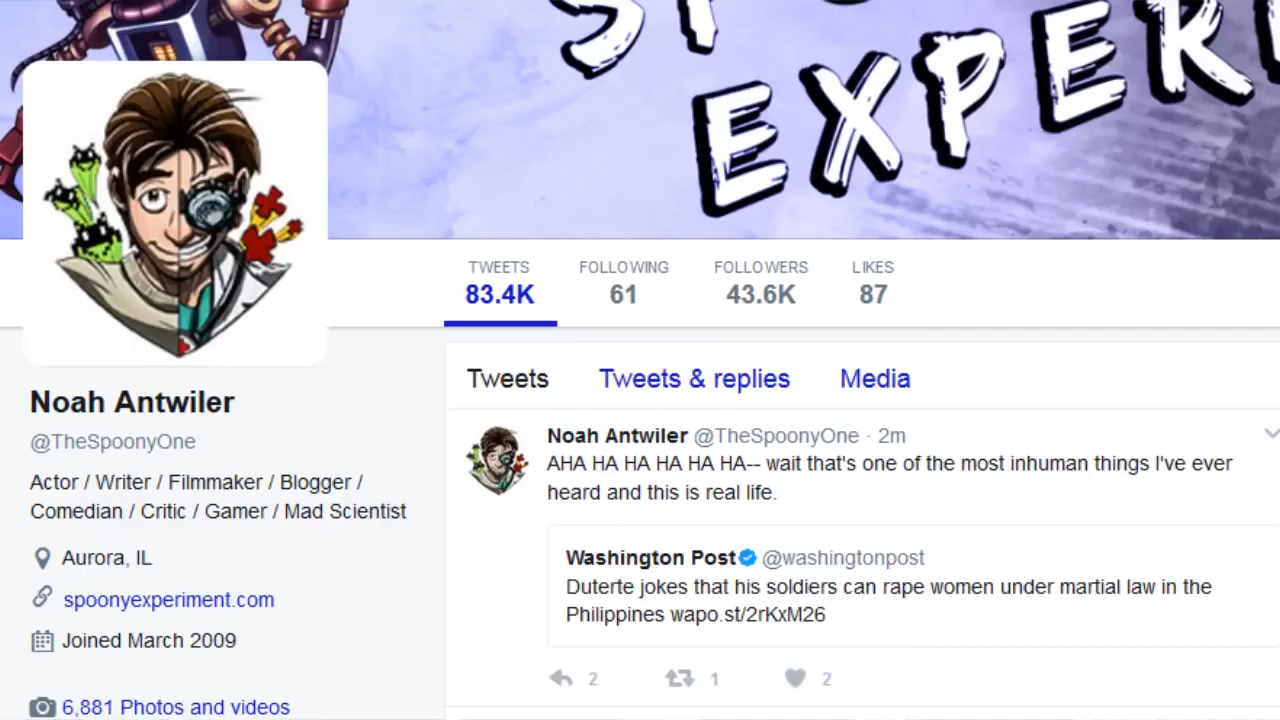 EXPER
TWEETS FOLLOWING FOLLOWERS LIKES
83.4K 61 43.6K 87
Tweets Tweets & replies Media
Noah Antwiler
@TheSpoonyOne
Actor / Writer / Filmmaker / Blogger /
Comedian / Critic / Gamer / Mad Scientist
Aurora, IL
spoonyexperiment.com
Joined March 2009
6,881 Photos and videos
Noah Antwiler @TheSpoonyOne · 2m
AHA HA HA HA HA HA-- wait that's one of the most inhuman things I've ever
heard and this is real life.
Washington Post @washingtonpost
Duterte jokes that his soldiers can rape women under martial law in the
Philippines wapo.st/2rKxM26
2 1 2